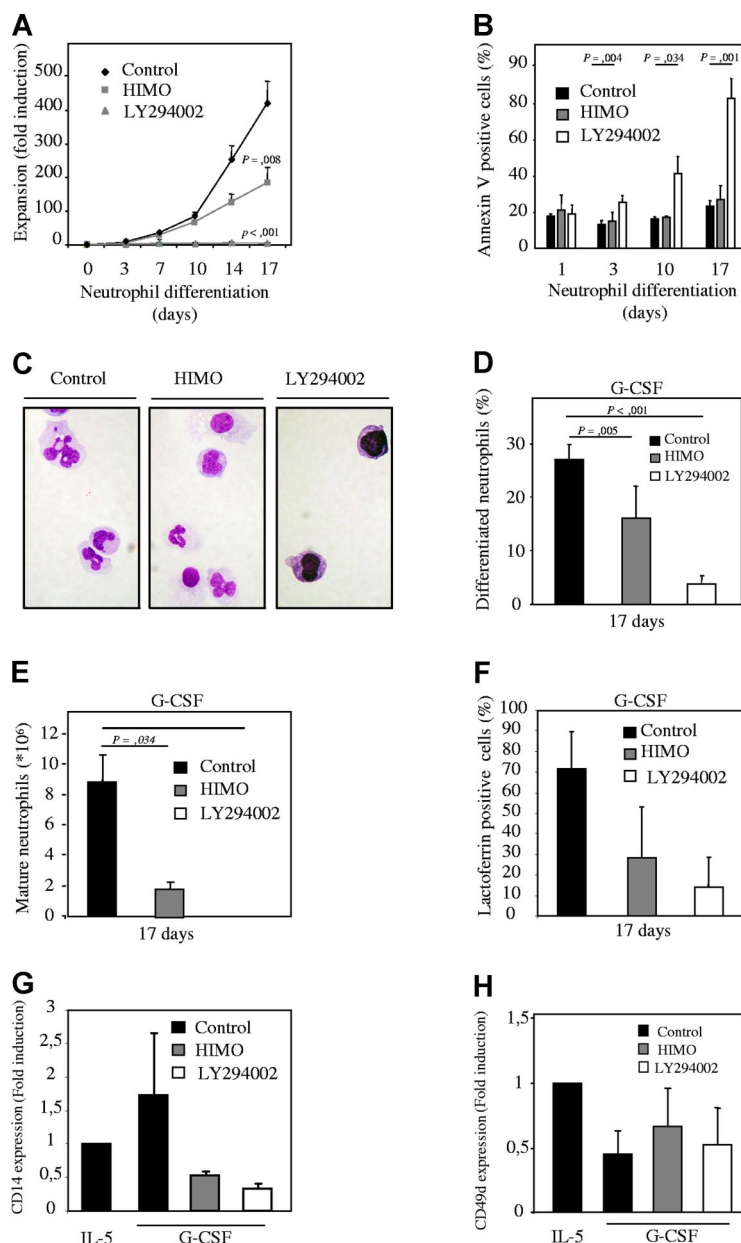 A
Expansion (fold induction)
500
400
300
200
100
0
Control
HIMO
LY294002
P = ,008
p < ,001
0 3 7 10 14 17
Neutrophil differentiation
(days)
B
Annexin V positive cells (%)
90
80
60
40
20
0
P = ,004
P = ,034
P = ,001
Control
HIMO
LY294002
1 3 10 17
Neutrophil differentiation
(days)
C
Control HIMO LY294002
D
G-CSF
Differentiated neutrophils (%)
30
20
10
0
P < ,001
P = ,005
Control
HIMO
LY294002
17 days
E
G-CSF
Mature neutrophils (*10⁶)
12
10
8
6
4
2
0
P = ,034
Control
HIMO
LY294002
17 days
F
G-CSF
Lactoferrin positive cells (%)
100
90
80
70
60
50
40
30
20
10
0
Control
HIMO
LY294002
17 days
G
CD14 expression (Fold induction)
3
2,5
2
1,5
1
0,5
0
Control
HIMO
LY294002
IL-5 G-CSF
H
CD49d expression (Fold induction)
1,5
1
0,5
0
Control
HIMO
LY294002
IL-5 G-CSF